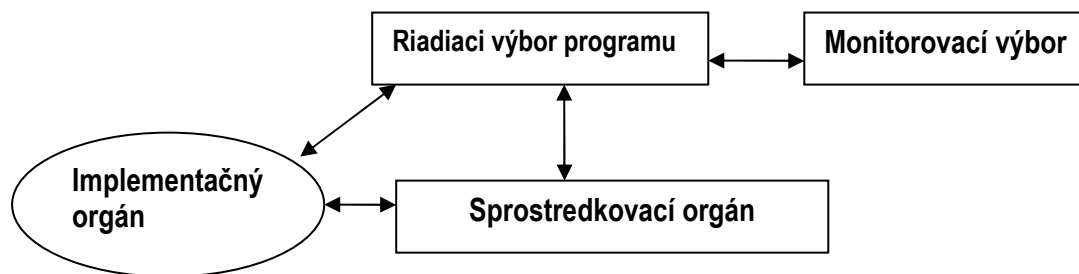 Riadiaci výbor programu
Monitorovací výbor
Implementačný
orgán
Sprostredkovací orgán